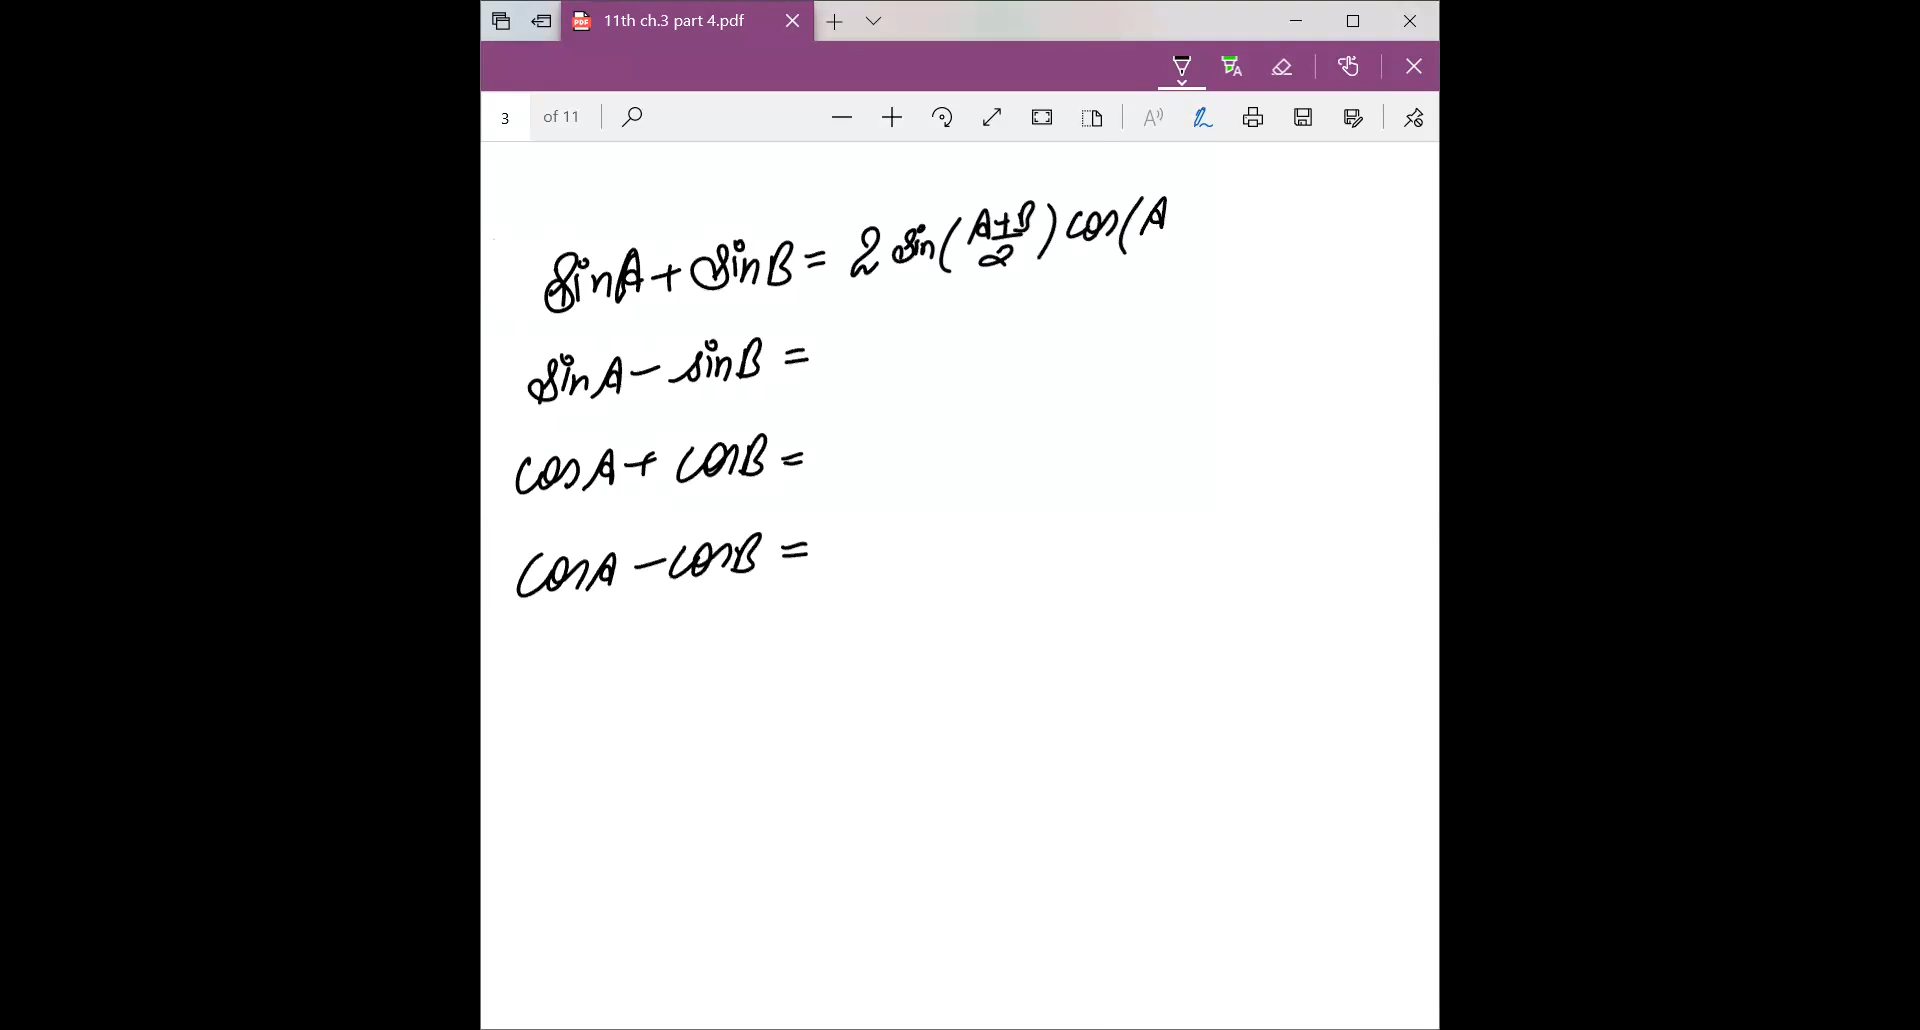 11th ch.3 part 4.pdf
3 of 11
sinA + sinB = 2 sin(A+B/2) cos(A
sinA - sinB =
cosA + cosB =
cosA - cosB =